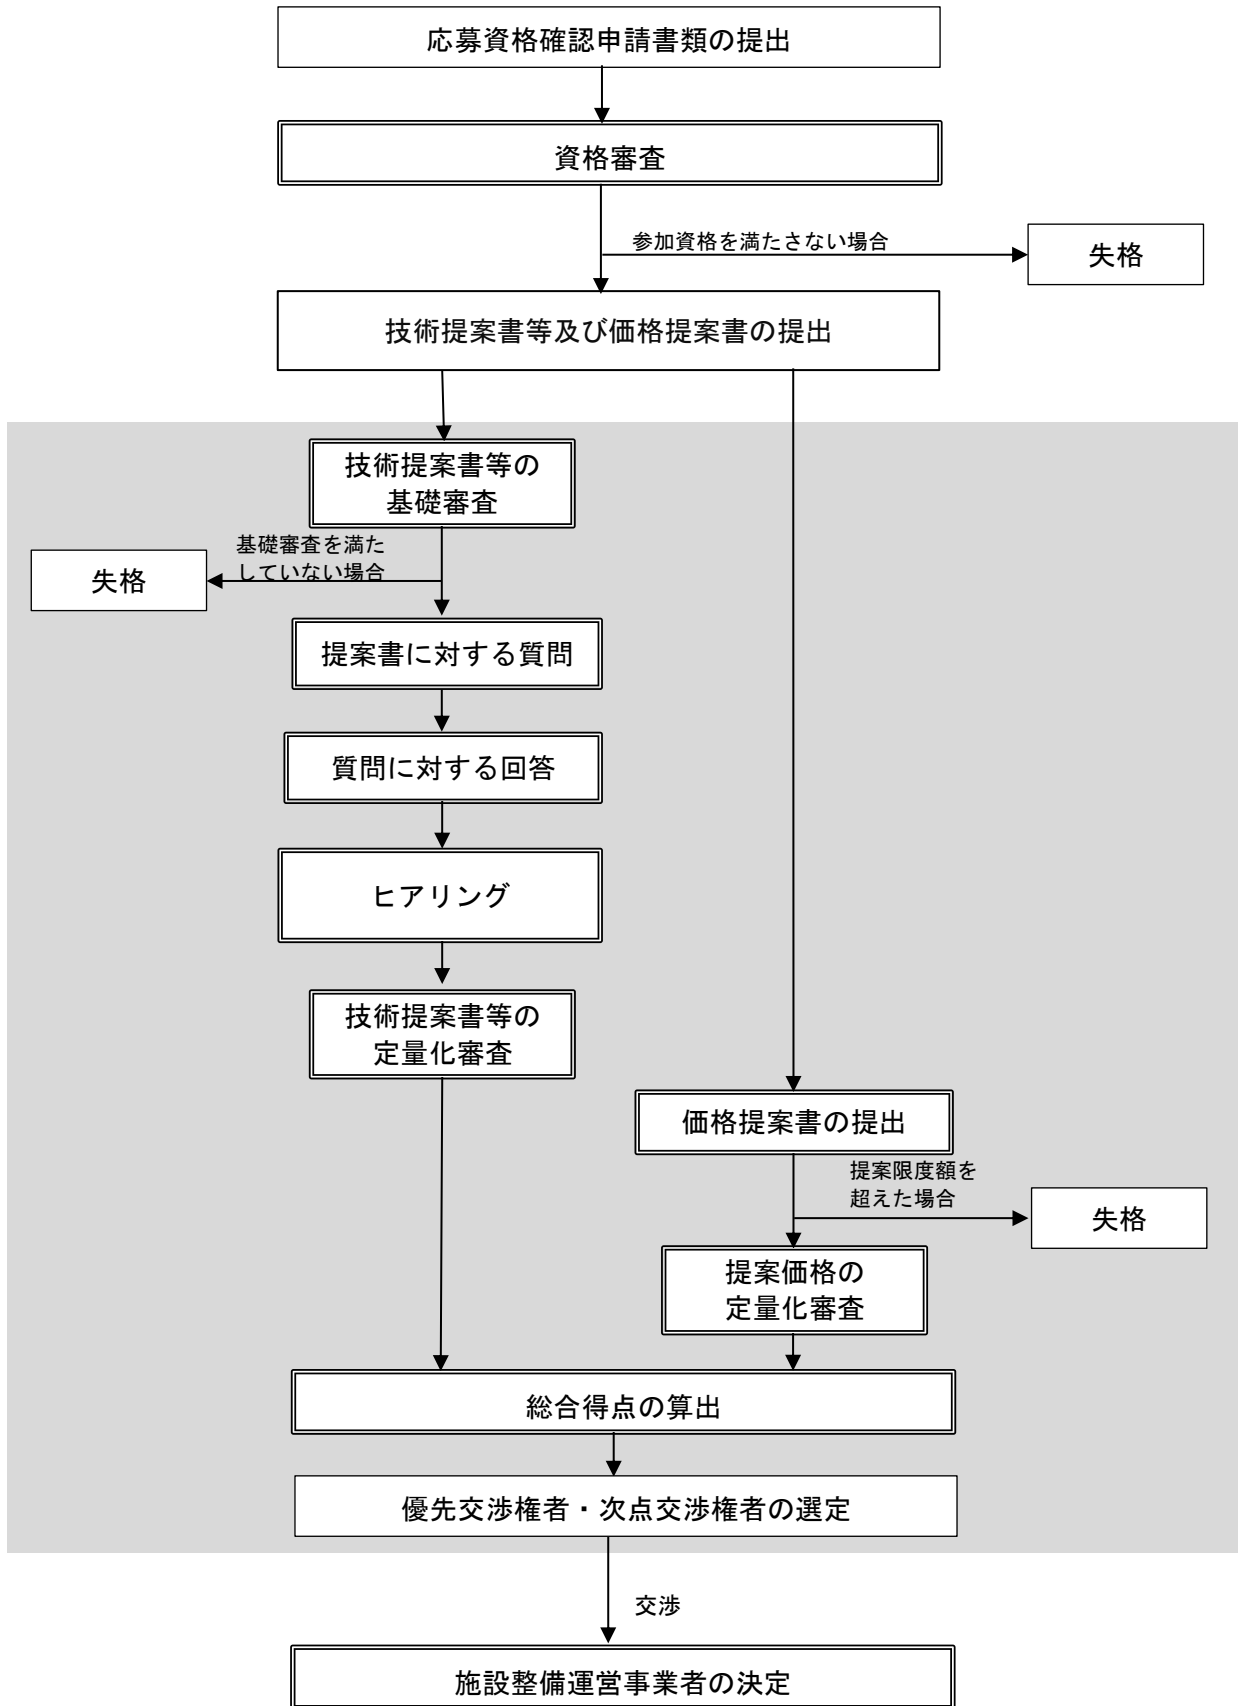 応募資格確認申請書類の提出
資格審査
参加資格を満たさない場合
失格
技術提案書等及び価格提案書の提出
技術提案書等の
基礎審査
基礎審査を満た
していない場合
失格
提案書に対する質問
質問に対する回答
ヒアリング
技術提案書等の
定量化審査
価格提案書の提出
提案限度額を
超えた場合
失格
提案価格の
定量化審査
総合得点の算出
優先交渉権者・次点交渉権者の選定
交渉
施設整備運営事業者の決定